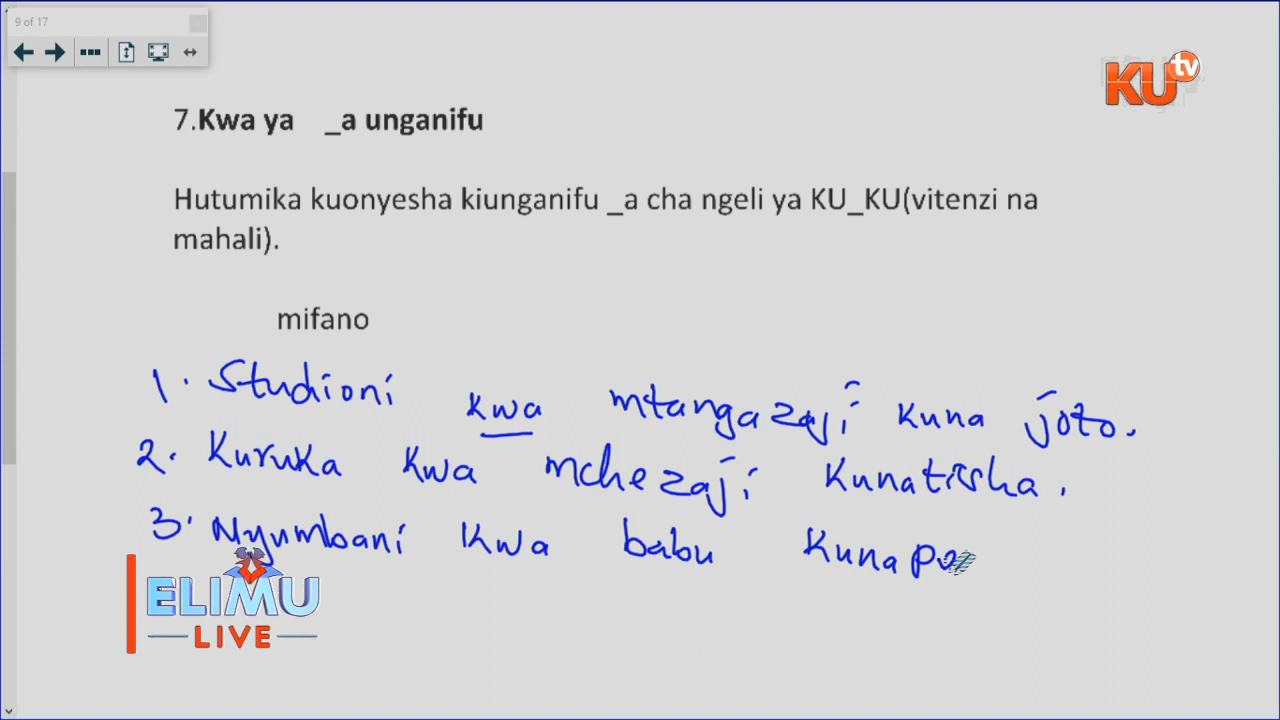 9 of 17
KU tv
7.Kwa ya _a unganifu
Hutumika kuonyesha kiunganifu _a cha ngeli ya KU_KU(vitenzi na
mahali).
mifano
1. Studioni kwa mtangazaji kuna joto.
2. Kuruka kwa mchezaji kunatisha.
3. Nyumbani kwa babu kunapo
ELIMU
LIVE